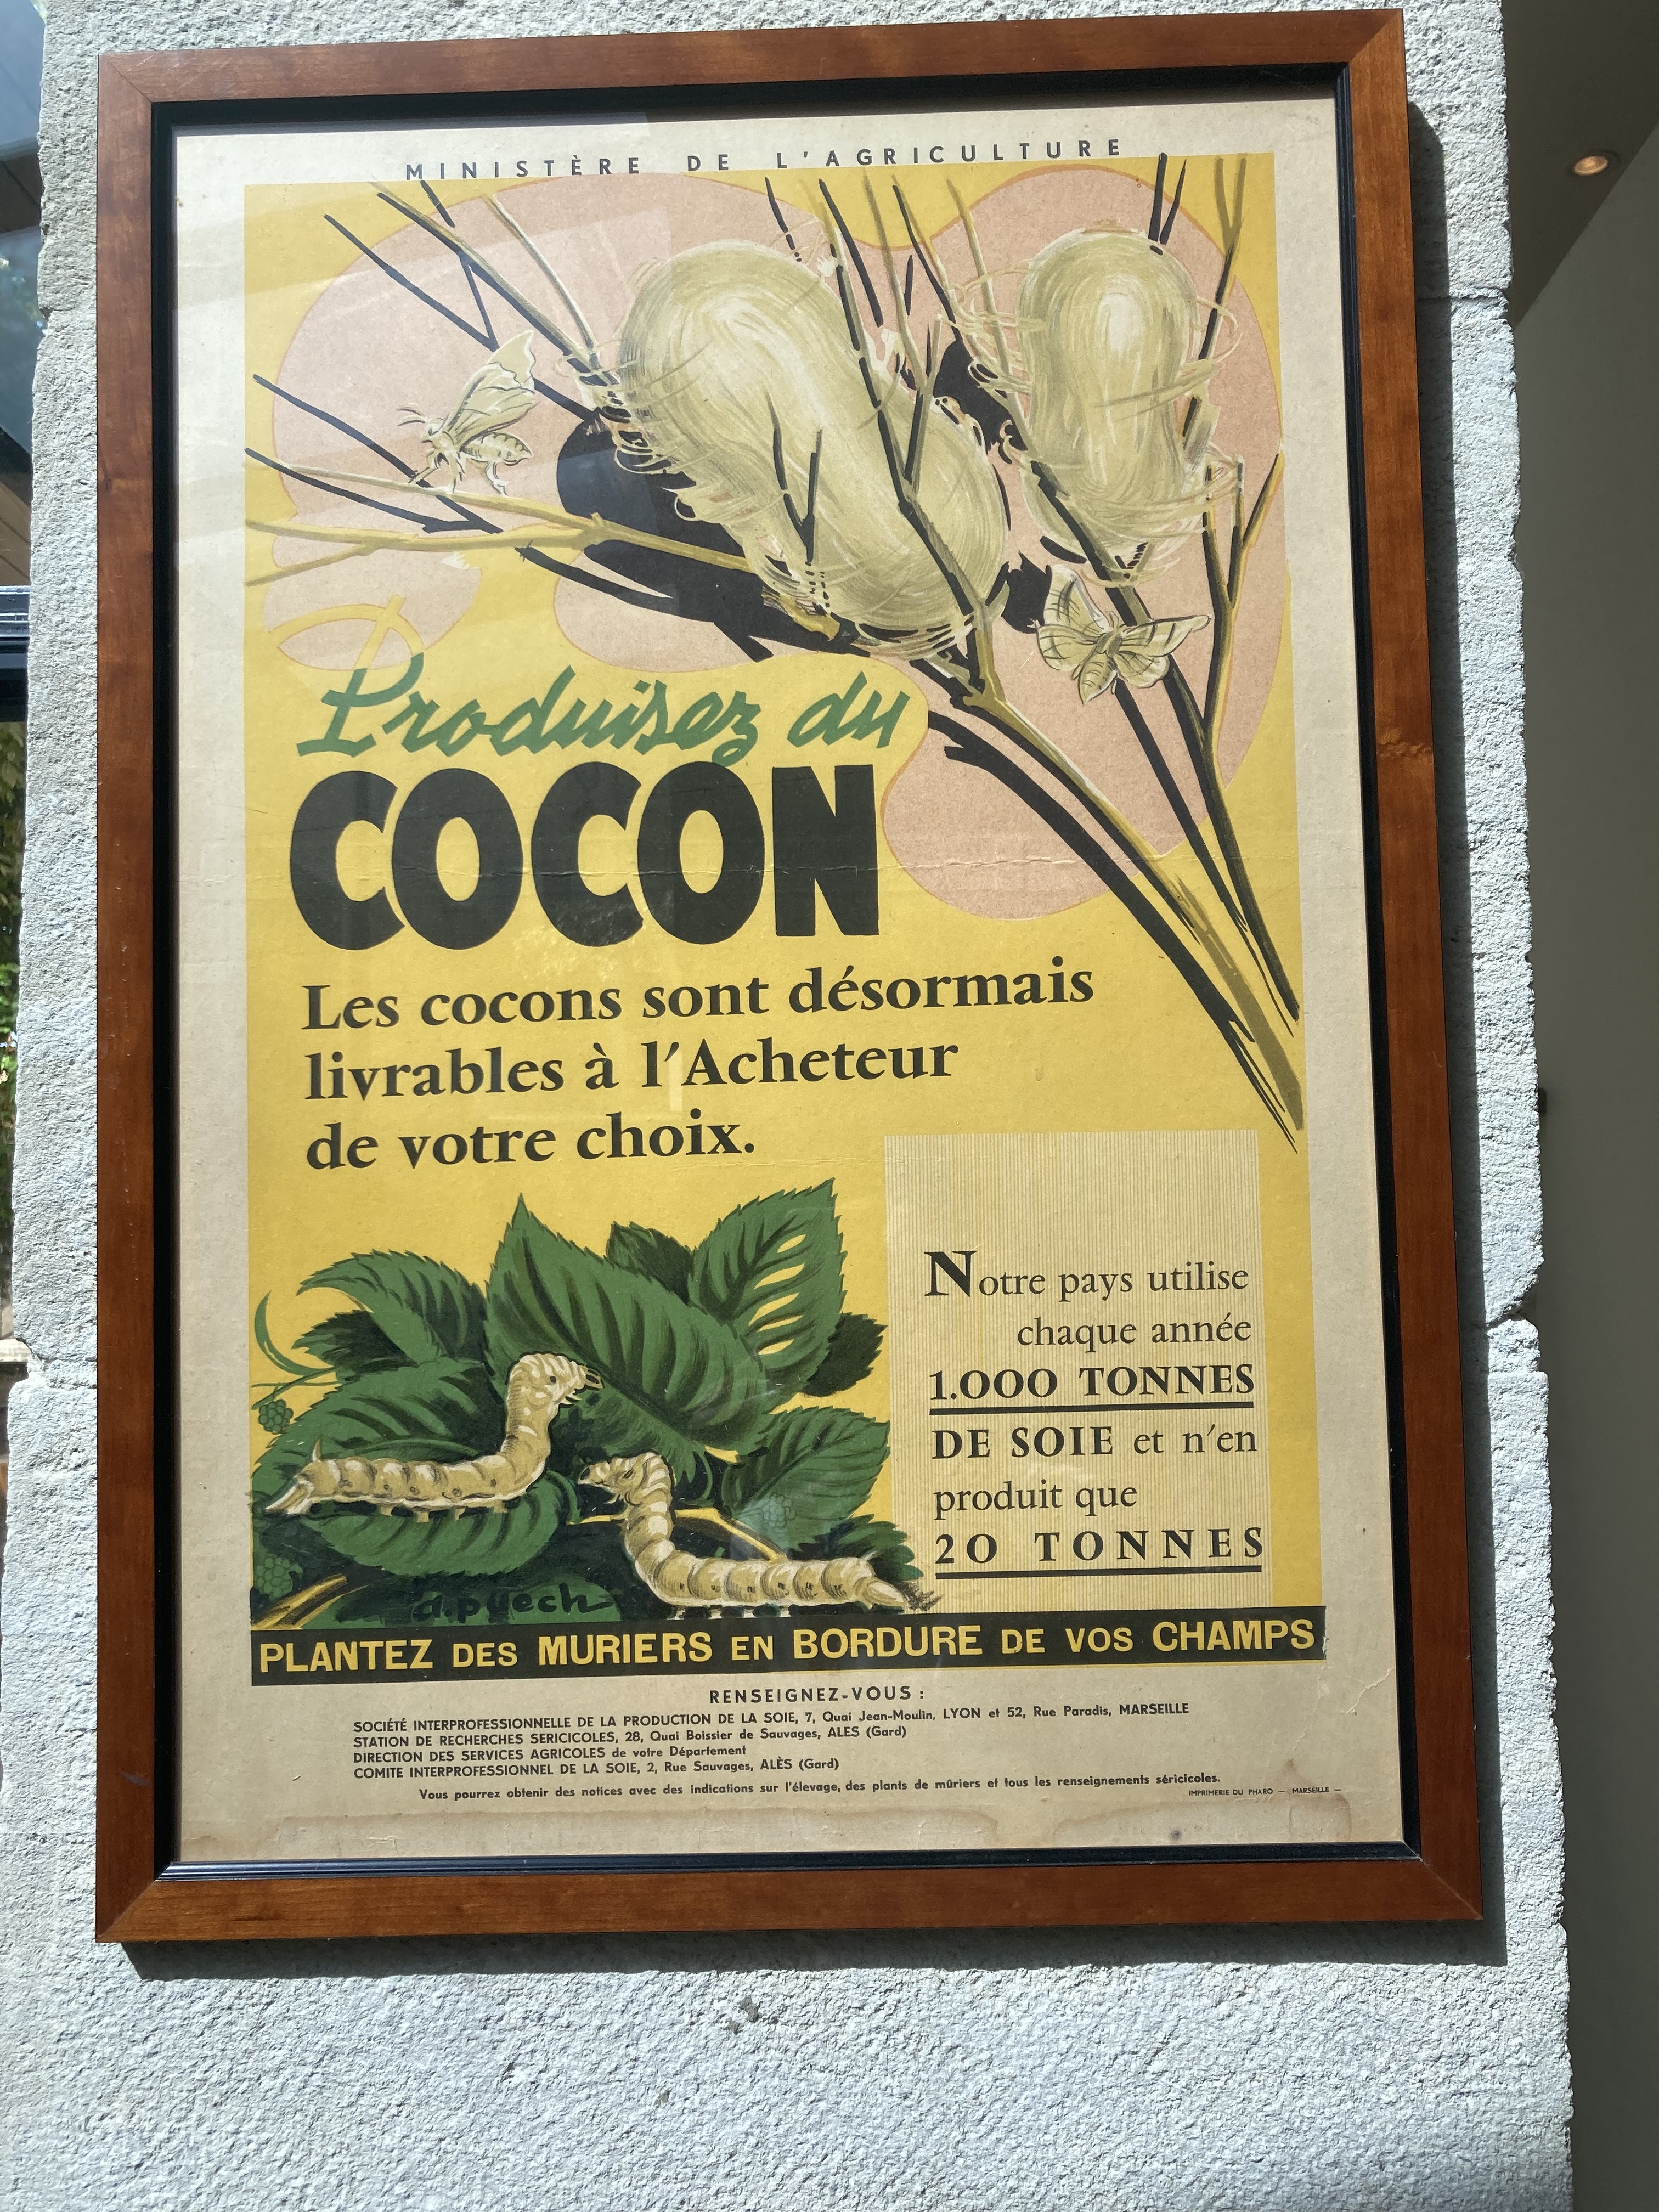 MINISTÈRE DE L'AGRICULTURE
Produisez du
COCON
Les cocons sont désormais
livrables à l'Acheteur
de votre choix.
Notre pays utilise
chaque année
1.000 TONNES
DE SOIE et n'en
produit que
20 TONNES
d.puech
PLANTEZ DES MURIERS EN BORDURE DE VOS CHAMPS
RENSEIGNEZ-VOUS :
SOCIÉTÉ INTERPROFESSIONNELLE DE LA PRODUCTION DE LA SOIE, 7, Quai Jean-Moulin, LYON et 52, Rue Paradis, MARSEILLE
STATION DE RECHERCHES SERICICOLES, 28, Quai Boissier de Sauvages, ALES (Gard)
DIRECTION DES SERVICES AGRICOLES de votre Département
COMITE INTERPROFESSIONNEL DE LA SOIE, 2, Rue Sauvages, ALÈS (Gard)
Vous pourrez obtenir des notices avec des indications sur l'élevage, des plants de mûriers et tous les renseignements séricicoles.
IMPRIMERIE DU PHARO — MARSEILLE —